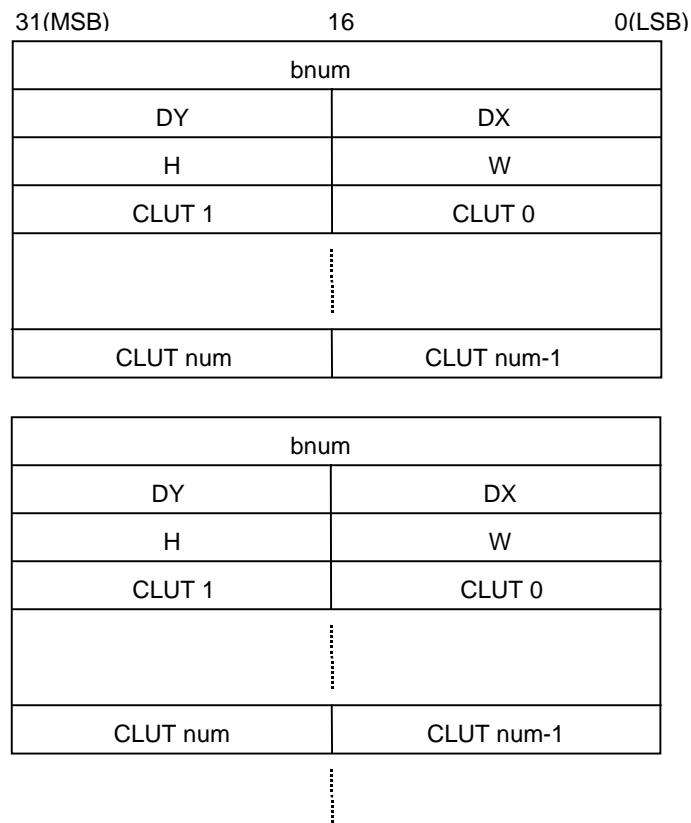 31(MSB) 16 0(LSB)
bnum
DY DX
H W
CLUT 1 CLUT 0
CLUT num CLUT num-1
bnum
DY DX
H W
CLUT 1 CLUT 0
CLUT num CLUT num-1